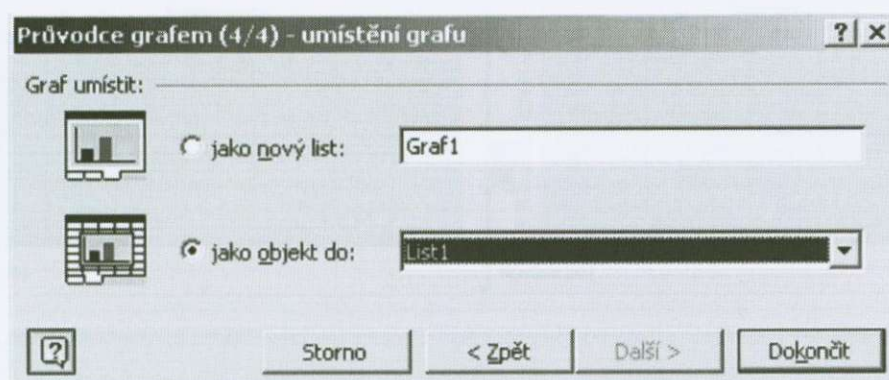 Průvodce grafem (4/4) - umístění grafu
Graf umístit:
jako nový list: Graf1
jako objekt do: List1
Storno < Zpět Další > Dokončit